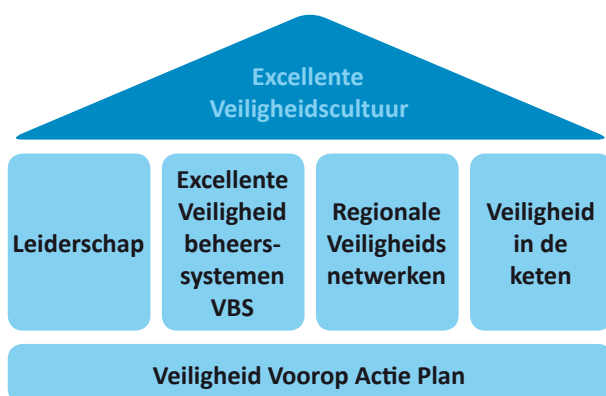 Excellente
Veiligheidscultuur
Leiderschap
Excellente
Veiligheid
beheers-
systemen
VBS
Regionale
Veiligheids
netwerken
Veiligheid
in de
keten
Veiligheid Voorop Actie Plan